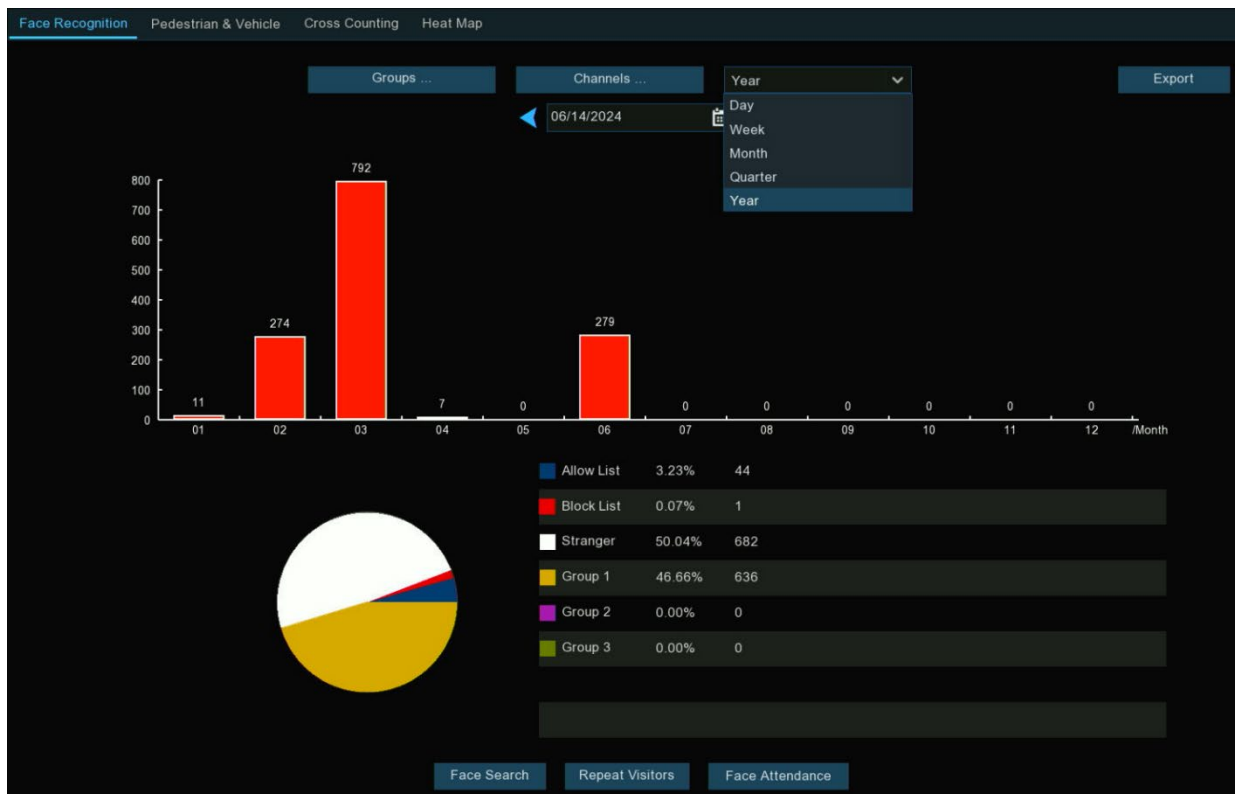 Face Recognition Pedestrian & Vehicle Cross Counting Heat Map
Groups ... Channels ... Year Export
06/14/2024
Day
Week
Month
Quarter
Year
792
800
700
600
500
400
300
200
100
0
11 274 7 0 279 0 0 0 0 0 0
01 02 03 04 05 06 07 08 09 10 11 12 /Month
Allow List 3.23% 44
Block List 0.07% 1
Stranger 50.04% 682
Group 1 46.66% 636
Group 2 0.00% 0
Group 3 0.00% 0
Face Search Repeat Visitors Face Attendance